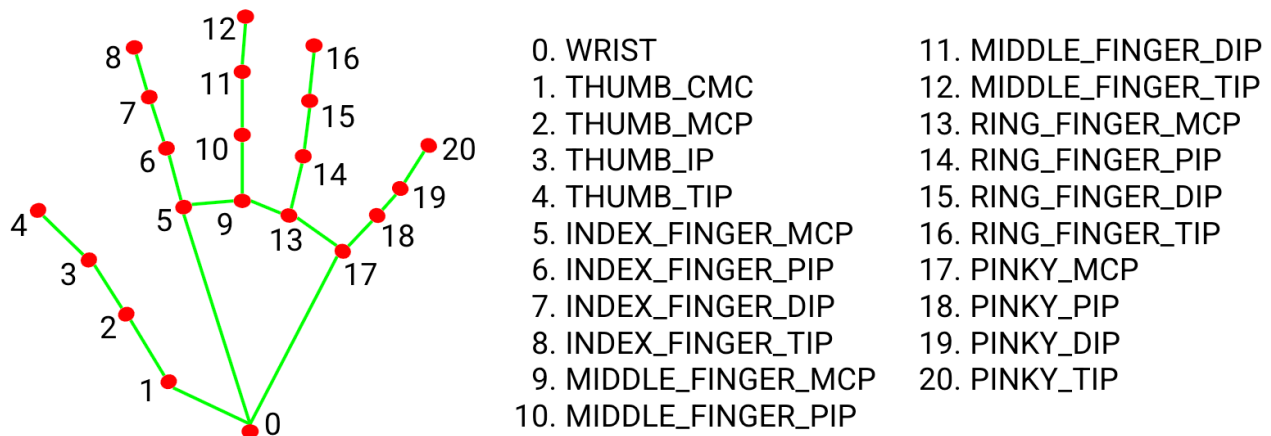 12
8
16
11
7
15
10
6
14
20
19
4
5
9
13
18
3
17
2
1
0
0. WRIST
1. THUMB_CMC
2. THUMB_MCP
3. THUMB_IP
4. THUMB_TIP
5. INDEX_FINGER_MCP
6. INDEX_FINGER_PIP
7. INDEX_FINGER_DIP
8. INDEX_FINGER_TIP
9. MIDDLE_FINGER_MCP
10. MIDDLE_FINGER_PIP
11. MIDDLE_FINGER_DIP
12. MIDDLE_FINGER_TIP
13. RING_FINGER_MCP
14. RING_FINGER_PIP
15. RING_FINGER_DIP
16. RING_FINGER_TIP
17. PINKY_MCP
18. PINKY_PIP
19. PINKY_DIP
20. PINKY_TIP